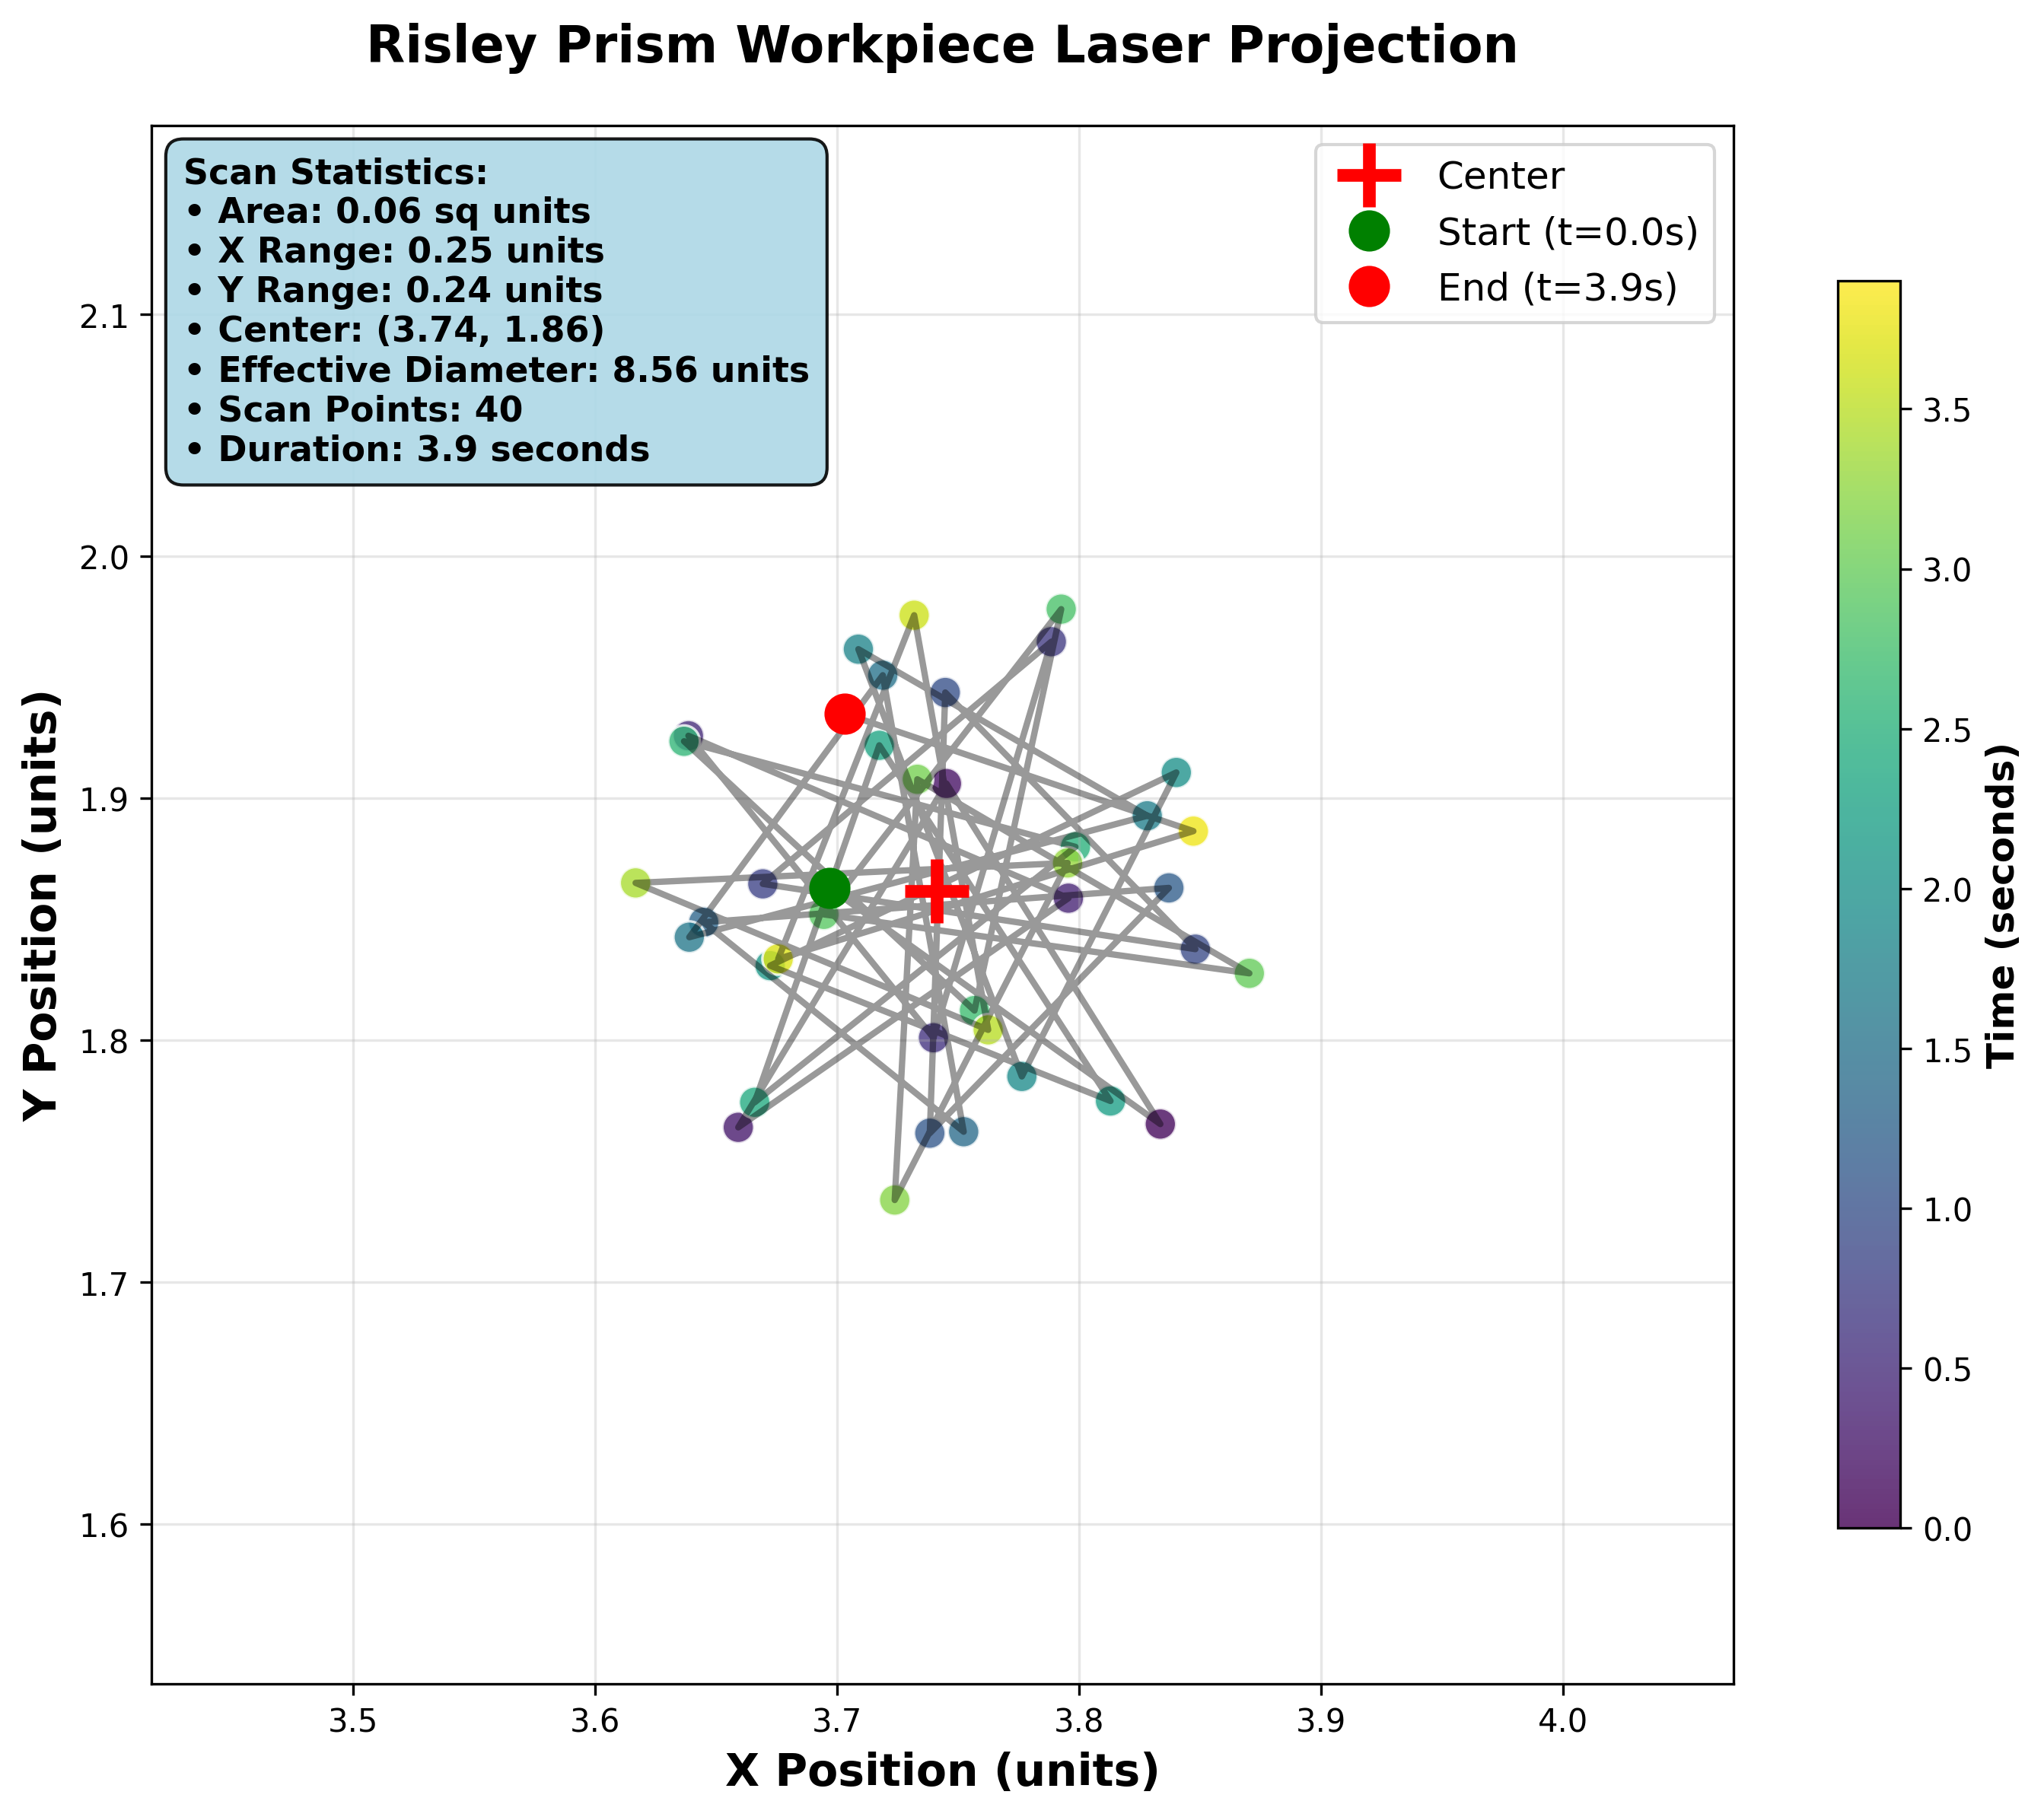 Risley Prism Workpiece Laser Projection
Scan Statistics:
• Area: 0.06 sq units
• X Range: 0.25 units
• Y Range: 0.24 units
• Center: (3.74, 1.86)
• Effective Diameter: 8.56 units
• Scan Points: 40
• Duration: 3.9 seconds
Center
Start (t=0.0s)
End (t=3.9s)
Y Position (units)
2.1
2.0
1.9
1.8
1.7
1.6
3.5
3.6
3.7
3.8
3.9
4.0
X Position (units)
3.5
3.0
2.5
2.0
1.5
1.0
0.5
0.0
Time (seconds)